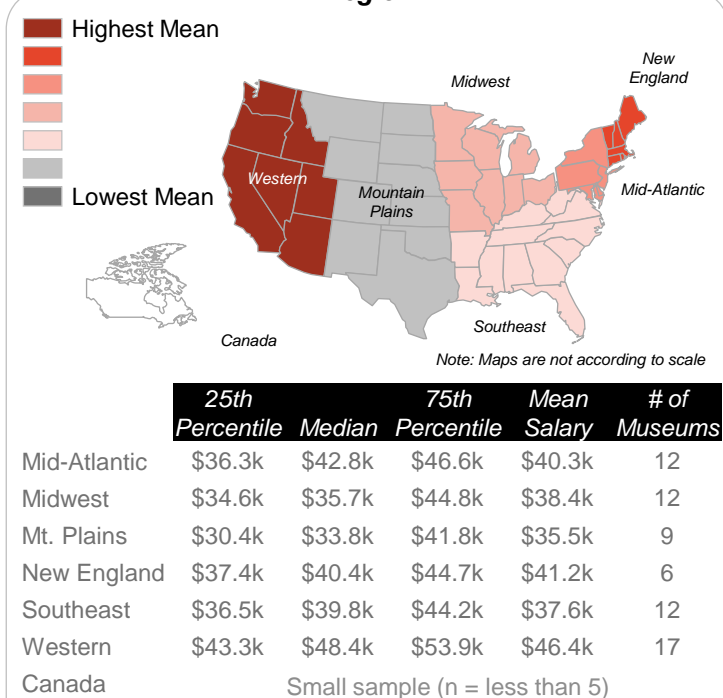 Highest Mean
Lowest Mean
New
England
Midwest
Western
Mountain
Plains
Mid-Atlantic
Southeast
Canada
Note: Maps are not according to scale
25th Percentile Median 75th Percentile Mean Salary # of Museums
Mid-Atlantic $36.3k $42.8k $46.6k $40.3k 12
Midwest $34.6k $35.7k $44.8k $38.4k 12
Mt. Plains $30.4k $33.8k $41.8k $35.5k 9
New England $37.4k $40.4k $44.7k $41.2k 6
Southeast $36.5k $39.8k $44.2k $37.6k 12
Western $43.3k $48.4k $53.9k $46.4k 17
Canada Small sample (n = less than 5)